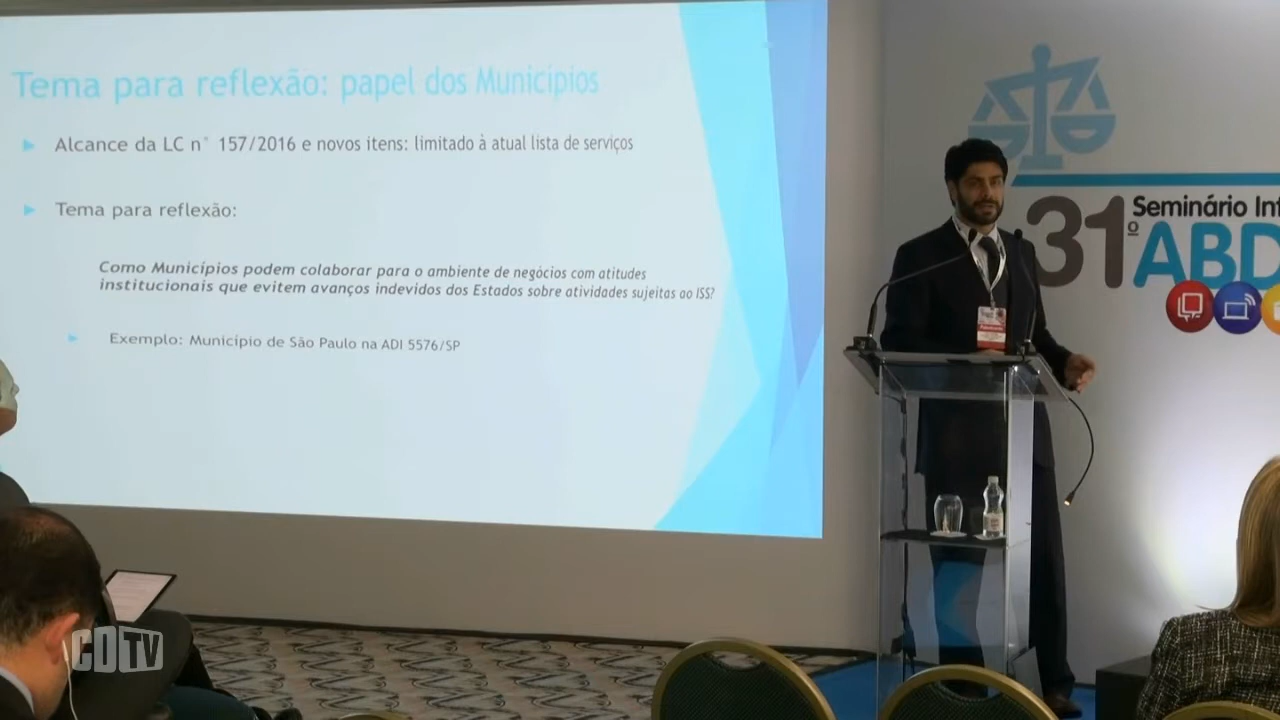 Tema para reflexão: papel dos Municípios
Alcance da LC n° 157/2016 e novos itens: limitado à atual lista de serviços
Tema para reflexão:
Como Municípios podem colaborar para o ambiente de negócios com atitudes
institucionais que evitem avanços indevidos dos Estados sobre atividades sujeitas ao ISS?
Exemplo: Município de São Paulo na ADI 5576/SP
31º
Seminário Int
ABD
CDTV